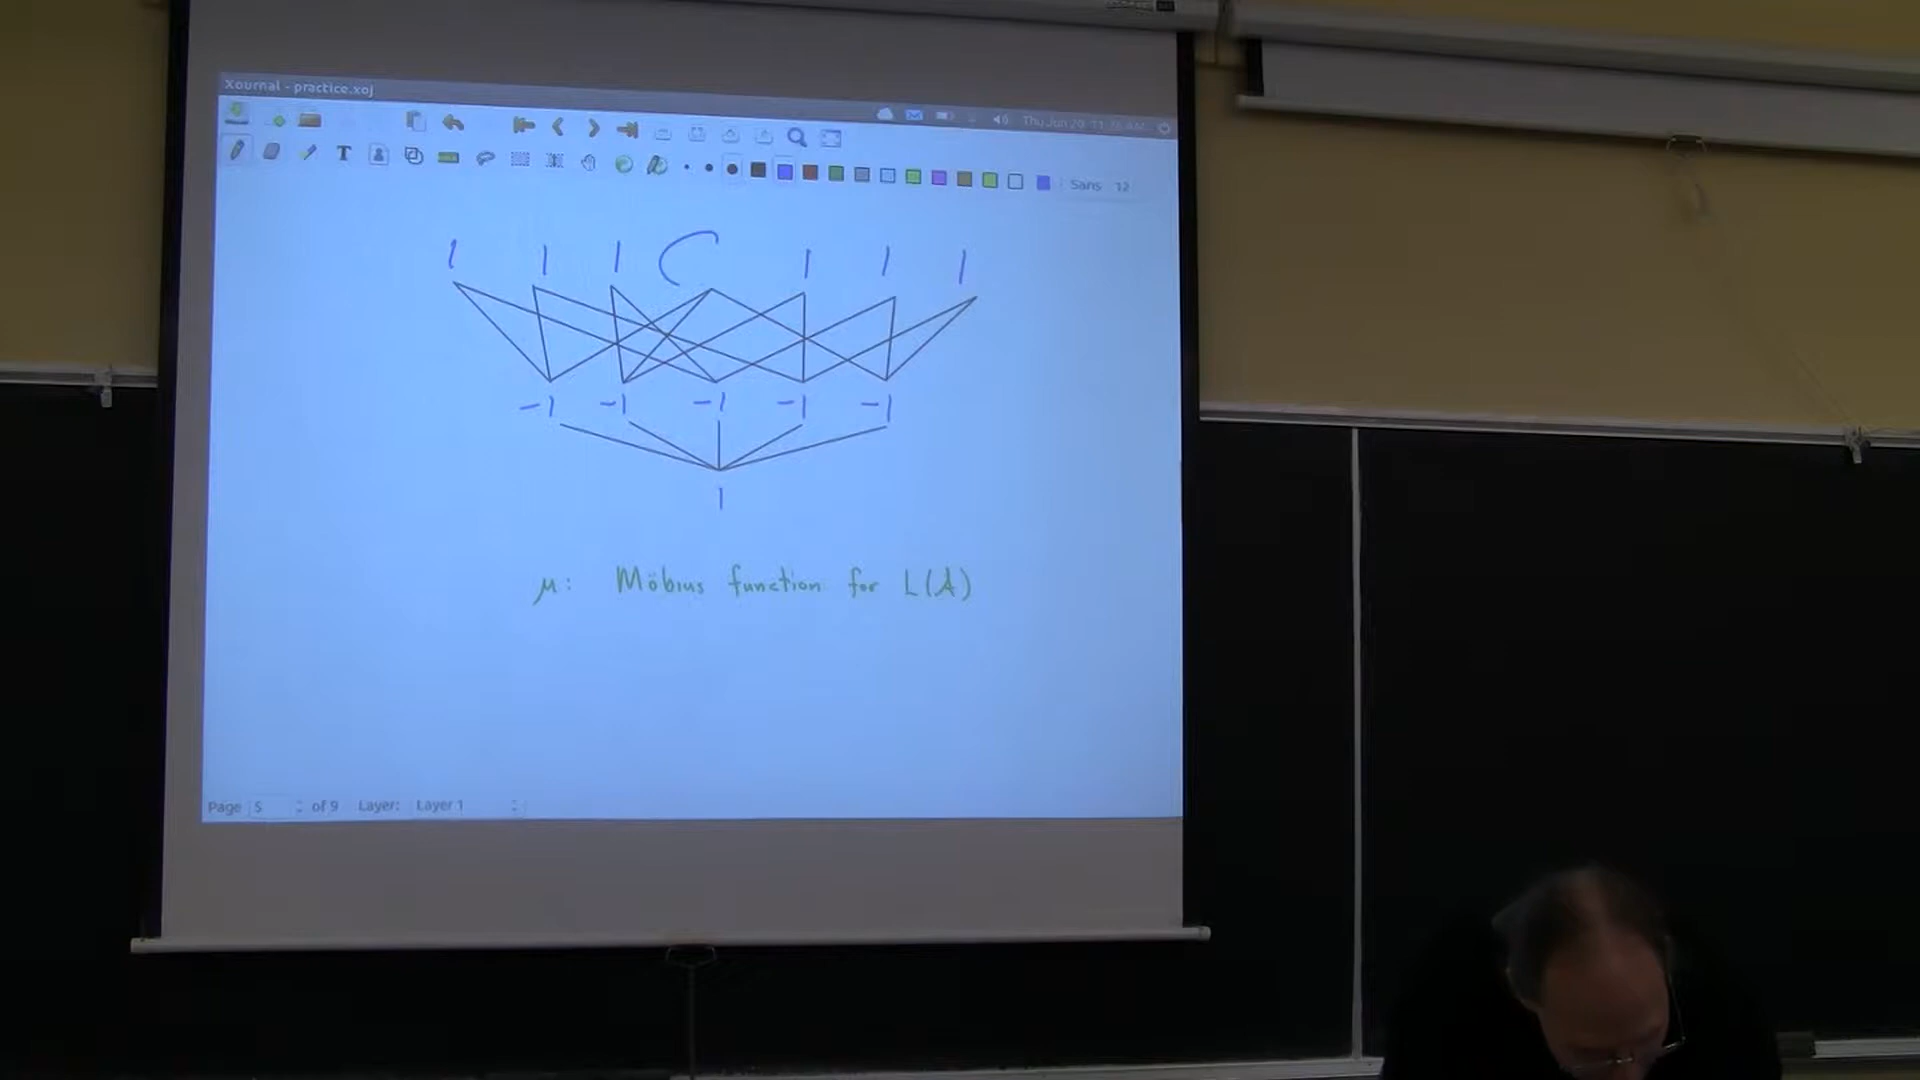 Xournal - practice.xoj
Sans 12
1 1 1 1 1 1
-1 -1 -1 -1 -1
1
μ: Möbius function for L(A)
Page 5 of 9 Layer: Layer 1